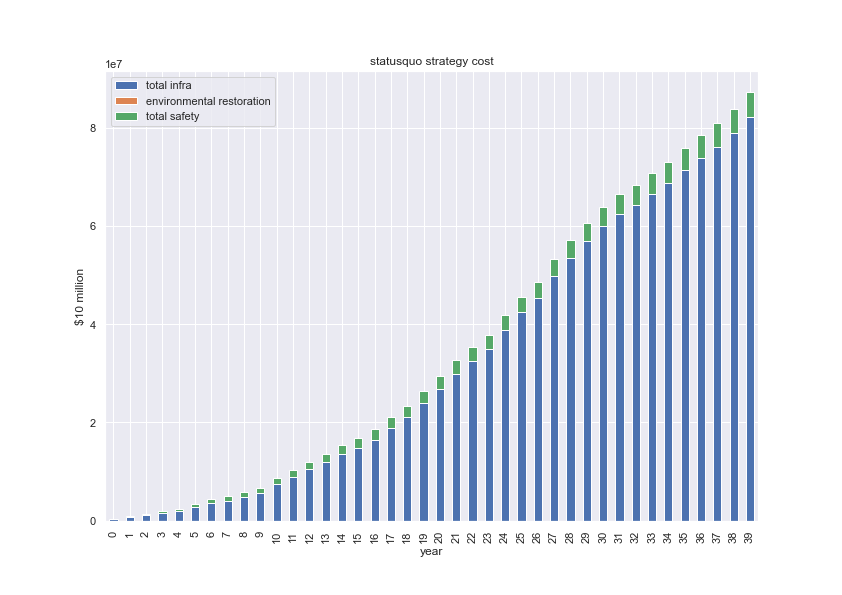 statusquo strategy cost
1e7
total infra
environmental restoration
total safety
8
6
4
2
0
$10 million
0 1 2 3 4 5 6 7 8 9 10 11 12 13 14 15 16 17 18 19 20 21 22 23 24 25 26 27 28 29 30 31 32 33 34 35 36 37 38 39
year